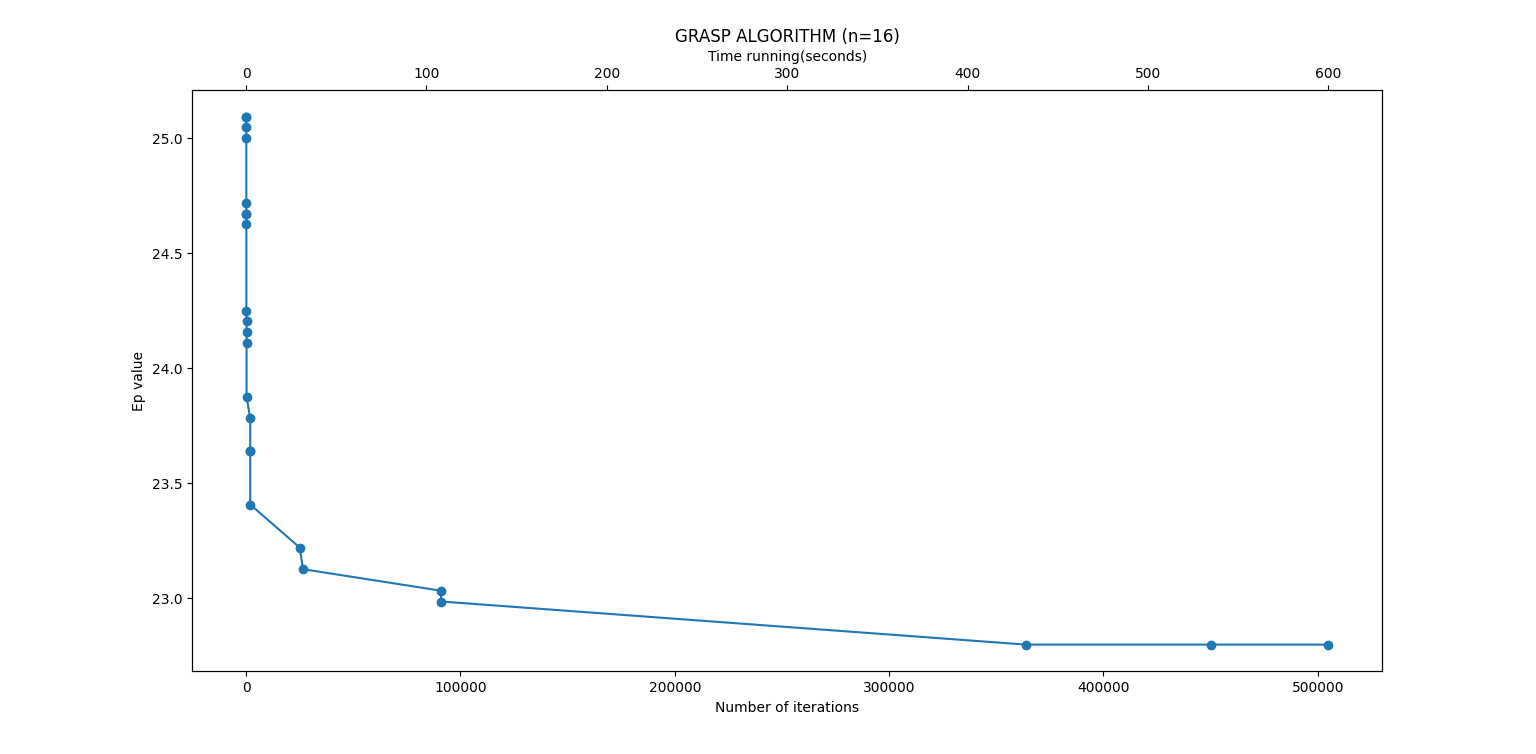 GRASP ALGORITHM (n=16)
Time running(seconds)
0 100 200 300 400 500 600
25.0
24.5
24.0
23.5
23.0
Ep value
0 100000 200000 300000 400000 500000
Number of iterations